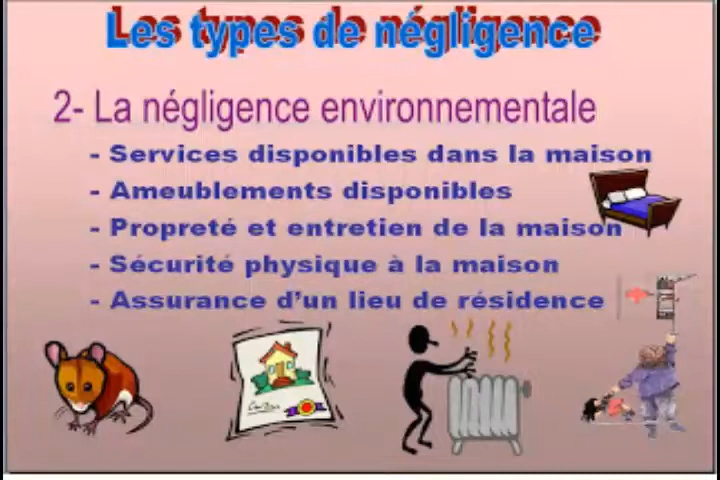 Les types de négligence
2- La négligence environnementale
- Services disponibles dans la maison
- Ameublements disponibles
- Propreté et entretien de la maison
- Sécurité physique à la maison
- Assurance d'un lieu de résidence